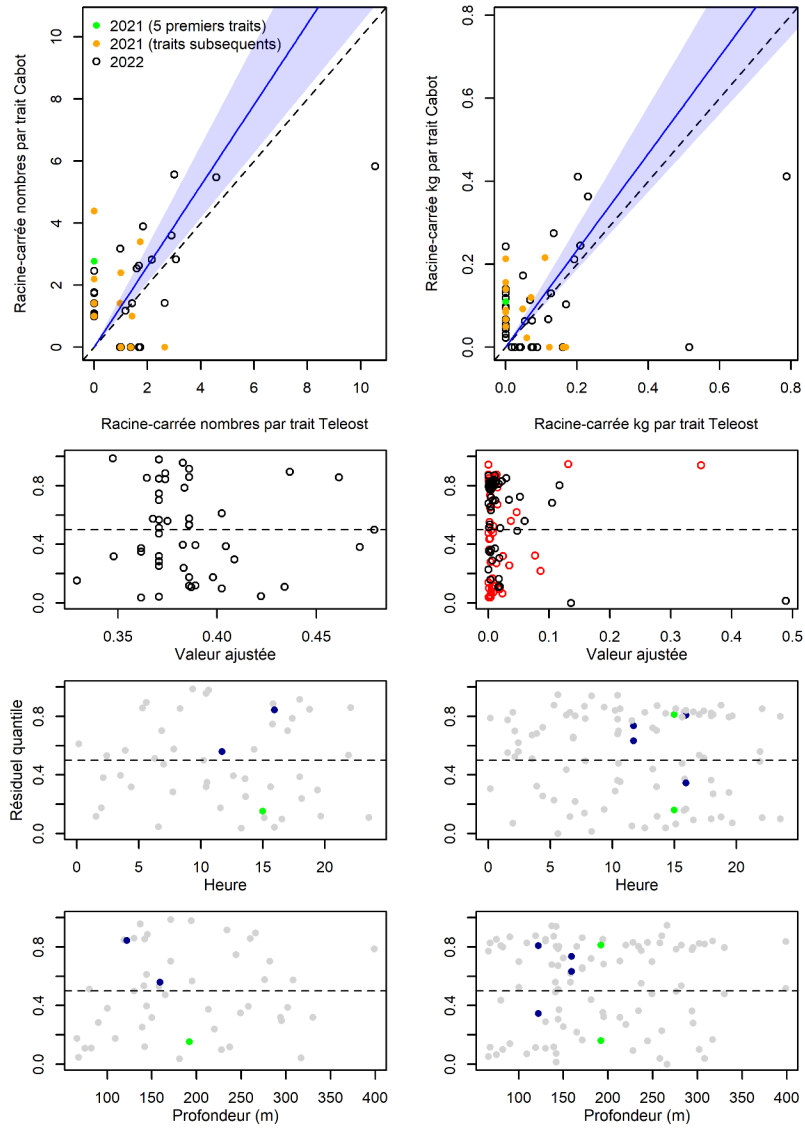 2021 (5 premiers traits)
2021 (traits subsequents)
2022
Racine-carrée nombres par trait Cabot
0 2 4 6 8 10
0 2 4 6 8 10
Racine-carrée nombres par trait Teleost
Racine-carrée kg par trait Cabot
0.0 0.2 0.4 0.6 0.8
0.0 0.2 0.4 0.6 0.8
Racine-carrée kg par trait Teleost
0.0 0.4 0.8
0.35 0.40 0.45
Valeur ajustée
0.0 0.4 0.8
0.0 0.1 0.2 0.3 0.4 0.5
Valeur ajustée
Résiduel quantile
0.0 0.4 0.8
0 5 10 15 20
Heure
0.0 0.4 0.8
0 5 10 15 20
Heure
0.0 0.4 0.8
100 150 200 250 300 350 400
Profondeur (m)
0.0 0.4 0.8
100 150 200 250 300 350 400
Profondeur (m)